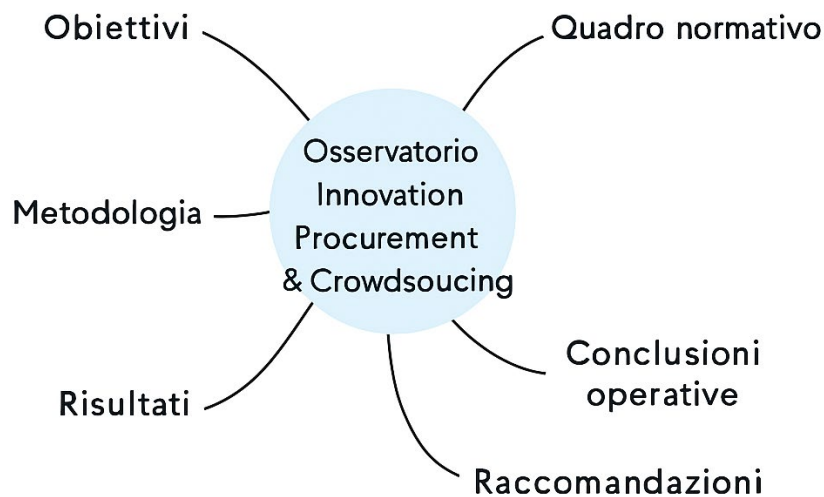 Obiettivi
Quadro normativo
Osservatorio
Innovation
Procurement
& Crowdsoucing
Metodologia
Conclusioni
operative
Risultati
Raccomandazioni